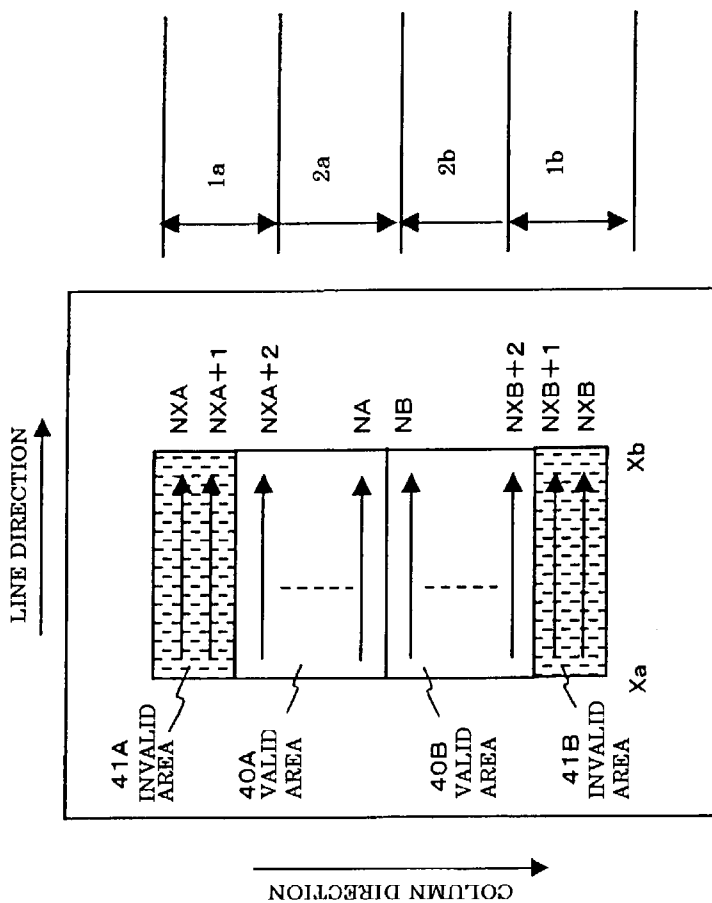 LINE DIRECTION
COLUMN DIRECTION
41A
INVALID
AREA
40A
VALID
AREA
40B
VALID
AREA
41B
INVALID
AREA
NXA
NXA+1
NXA+2
NA
NB
NXB+2
NXB+1
NXB
Xa
Xb
1a
2a
2b
1b